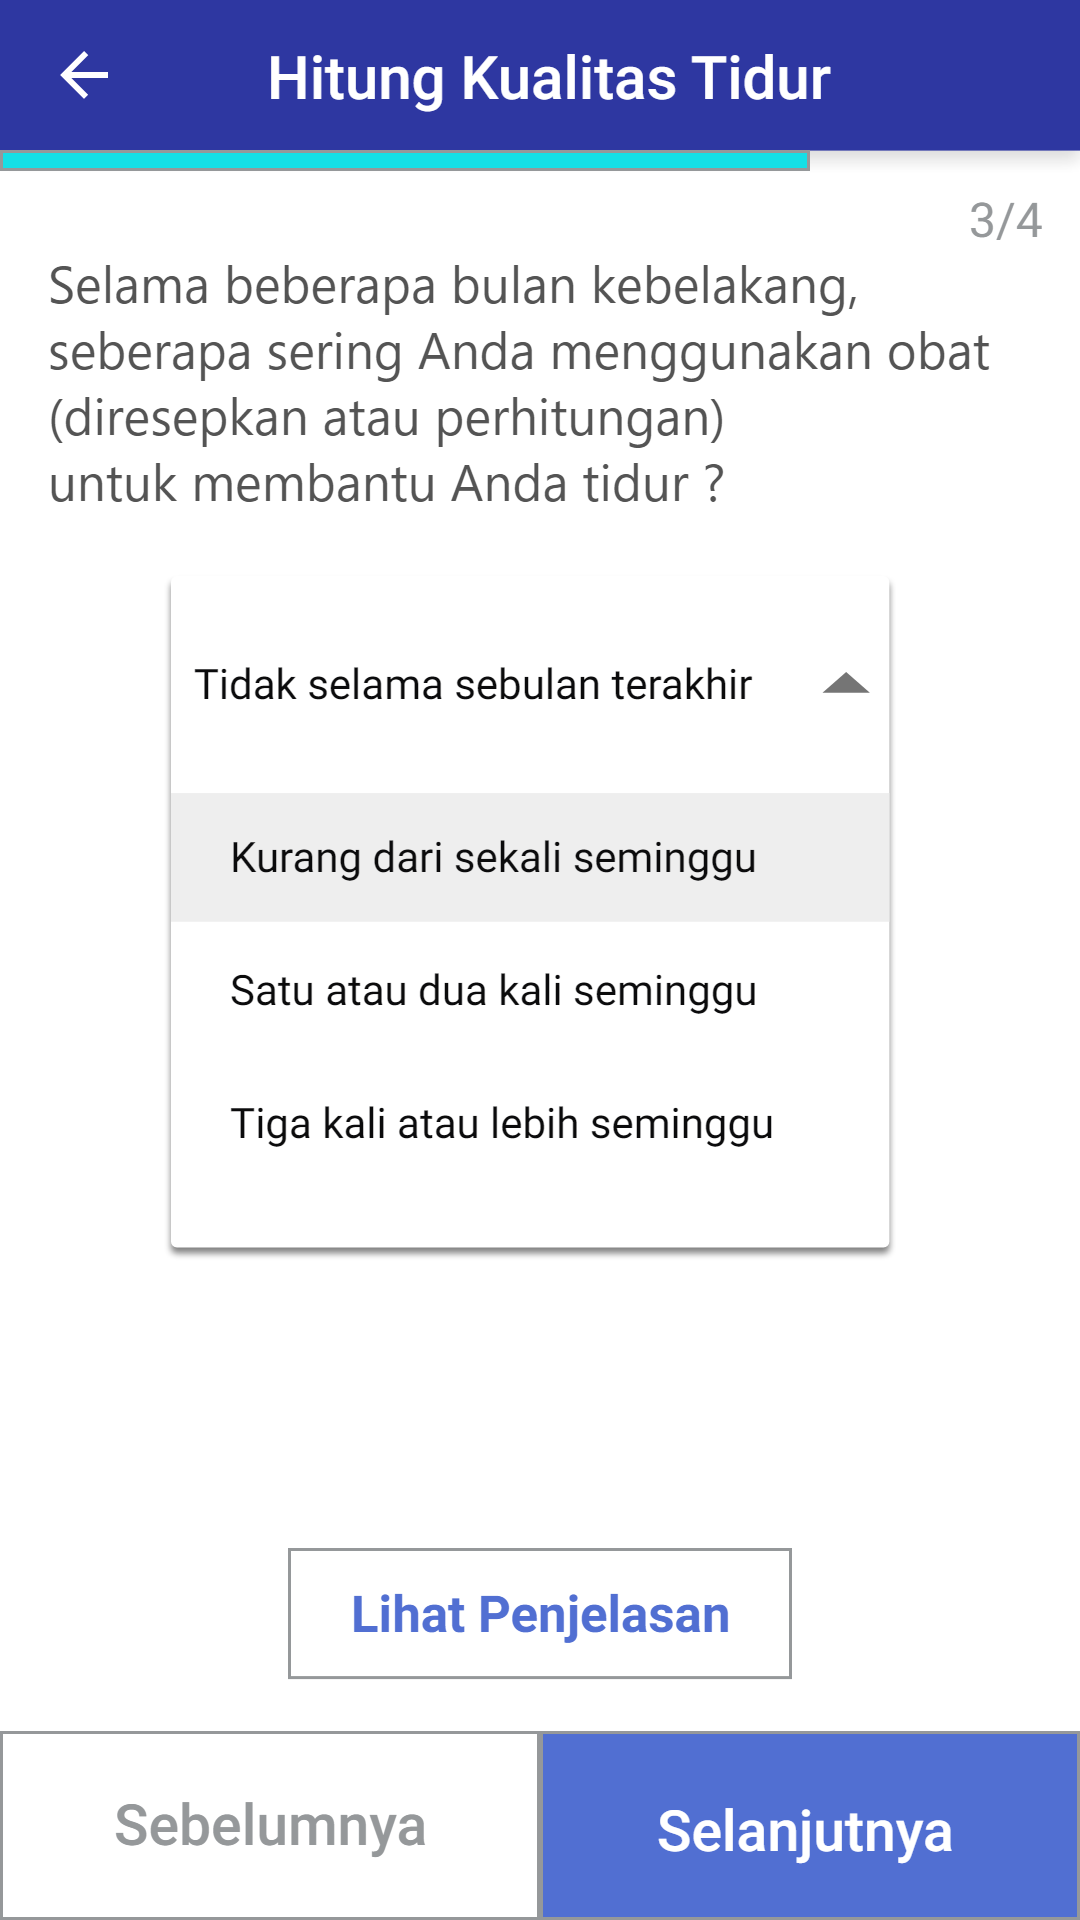 Hitung Kualitas Tidur
3/4
Selama beberapa bulan kebelakang,
seberapa sering Anda menggunakan obat
(diresepkan atau perhitungan)
untuk membantu Anda tidur ?
Tidak selama sebulan terakhir
Kurang dari sekali seminggu
Satu atau dua kali seminggu
Tiga kali atau lebih seminggu
Lihat Penjelasan
Sebelumnya
Selanjutnya